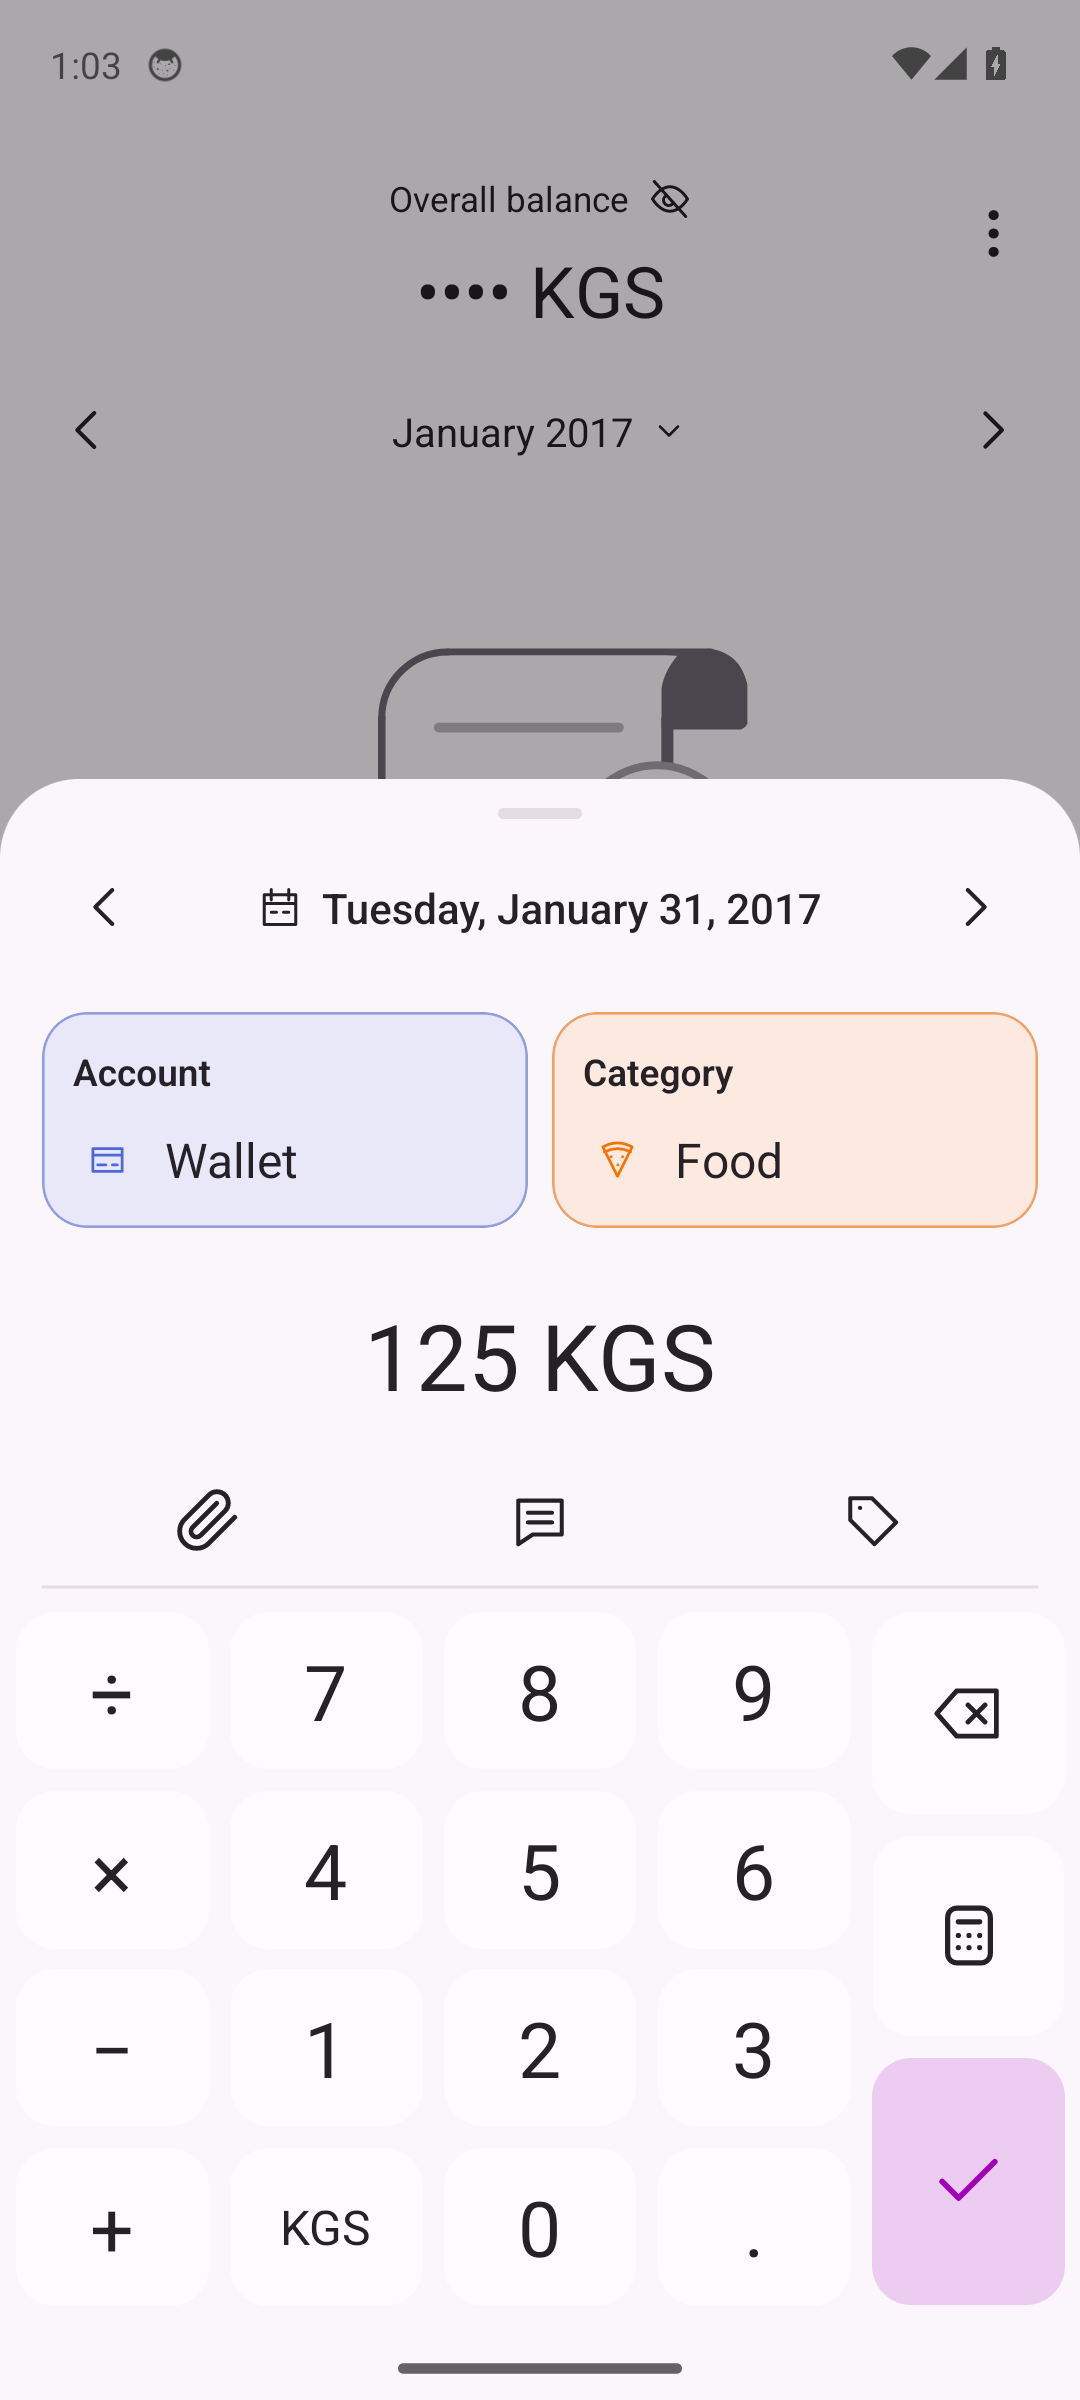 1:03
Overall balance
•••• KGS
January 2017
Tuesday, January 31, 2017
Account
Category
Wallet
Food
125 KGS
÷ 7 8 9
× 4 5 6
− 1 2 3
+ KGS 0 .